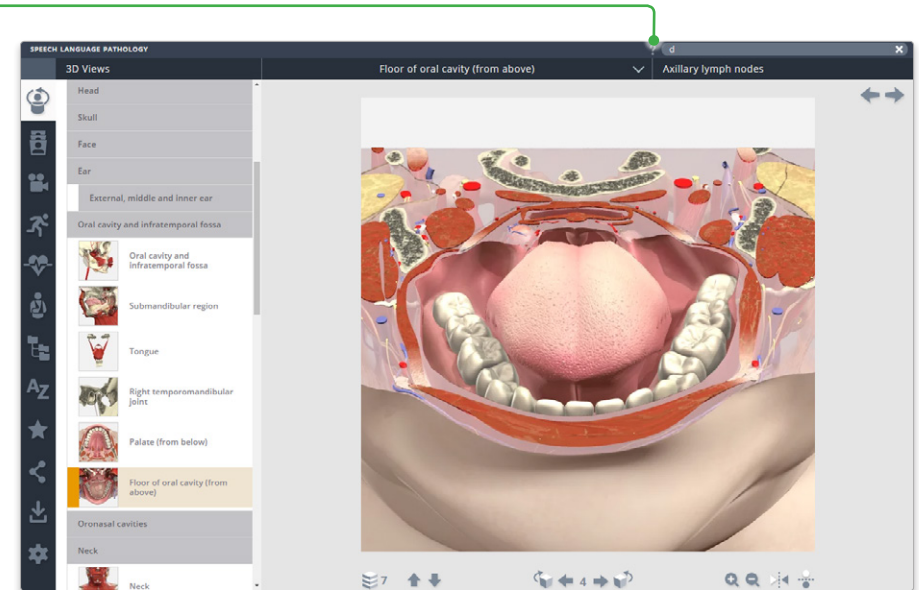 SPEECH LANGUAGE PATHOLOGY
d
3D Views
Floor of oral cavity (from above)
Axillary lymph nodes
Head
Skull
Face
Ear
External, middle and inner ear
Oral cavity and infratemporal fossa
Oral cavity and
infratemporal fossa
Submandibular region
Tongue
Right temporomandibular
joint
Palate (from below)
Floor of oral cavity (from
above)
Oronasal cavities
Neck
Neck
AZ
7
4